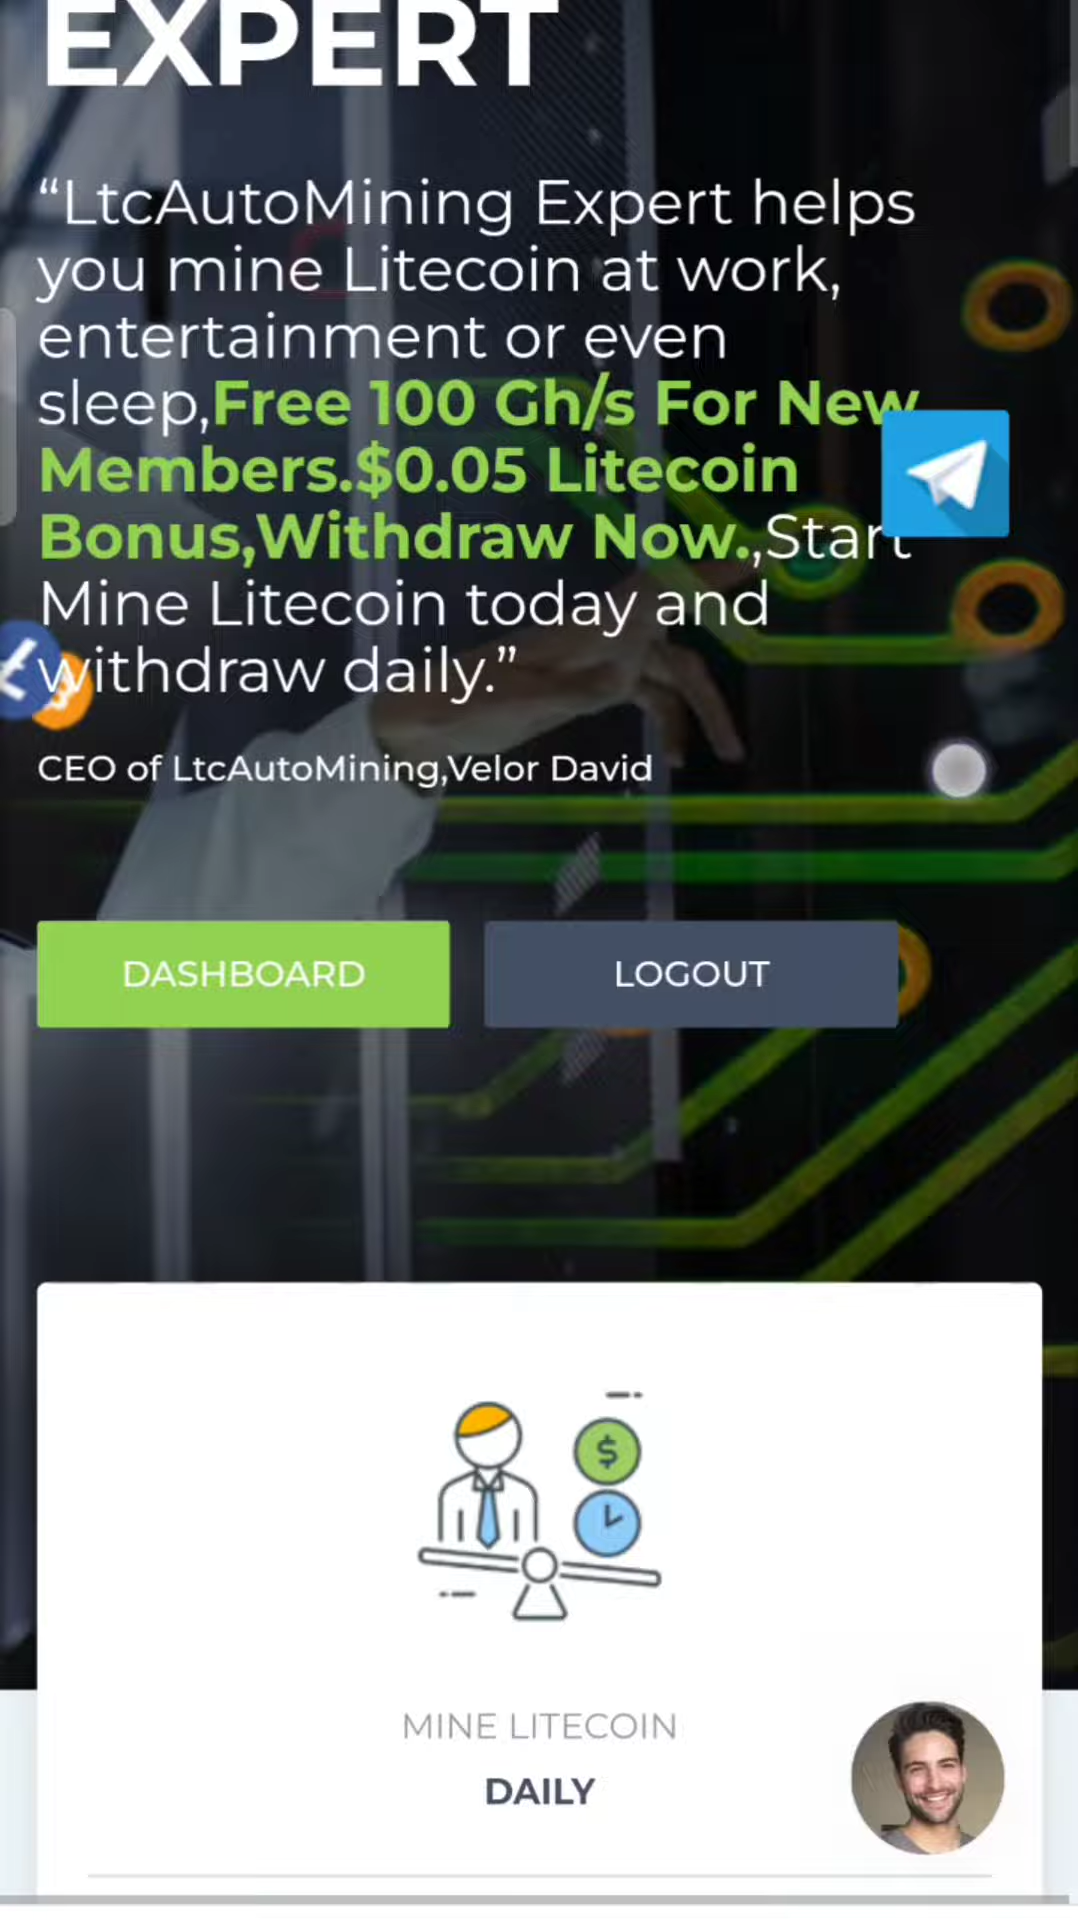 EXPERT
“LtcAutoMining Expert helps
you mine Litecoin at work,
entertainment or even
sleep,Free 100 Gh/s For New
Members.$0.05 Litecoin
Bonus,Withdraw Now.,Start
Mine Litecoin today and
withdraw daily.”
CEO of LtcAutoMining,Velor David
DASHBOARD
LOGOUT
MINE LITECOIN
DAILY